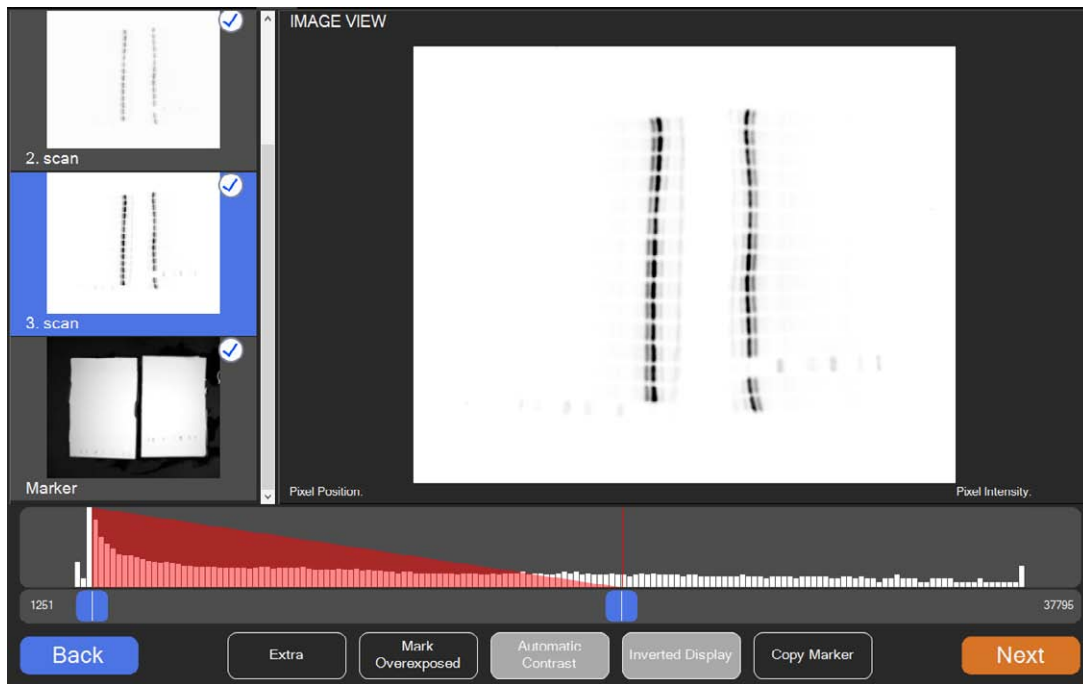 IMAGE VIEW
2. scan
3. scan
Marker
Pixel Position.
Pixel Intensity.
1251
37795
Back
Extra
Mark
Overexposed
Automatic
Contrast
Inverted Display
Copy Marker
Next